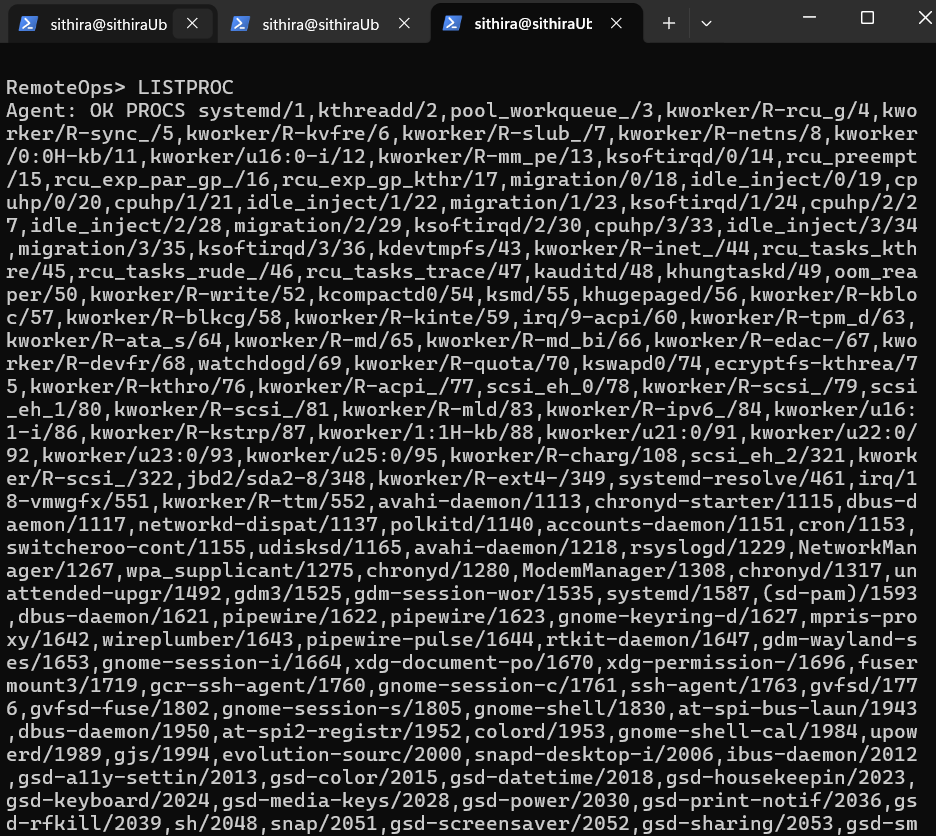 sithira@sithiraUb
sithira@sithiraUb
sithira@sithiraUb
RemoteOps> LISTPROC
Agent: OK PROCS systemd/1,kthreadd/2,pool_workqueue_/3,kworker/R-rcu_g/4,kwo
rker/R-sync_/5,kworker/R-kvfre/6,kworker/R-slub_/7,kworker/R-netns/8,kworker
/0:0H-kb/11,kworker/u16:0-i/12,kworker/R-mm_pe/13,ksoftirqd/0/14,rcu_preempt
/15,rcu_exp_par_gp_/16,rcu_exp_gp_kthr/17,migration/0/18,idle_inject/0/19,cp
uhp/0/20,cpuhp/1/21,idle_inject/1/22,migration/1/23,ksoftirqd/1/24,cpuhp/2/2
7,idle_inject/2/28,migration/2/29,ksoftirqd/2/30,cpuhp/3/33,idle_inject/3/34
,migration/3/35,ksoftirqd/3/36,kdevtmpfs/43,kworker/R-inet_/44,rcu_tasks_kth
re/45,rcu_tasks_rude_/46,rcu_tasks_trace/47,kauditd/48,khungtaskd/49,oom_rea
per/50,kworker/R-write/52,kcompactd0/54,ksmd/55,khugepaged/56,kworker/R-kblo
c/57,kworker/R-blkcg/58,kworker/R-kinte/59,irq/9-acpi/60,kworker/R-tpm_d/63,
kworker/R-ata_s/64,kworker/R-md/65,kworker/R-md_bi/66,kworker/R-edac-/67,kwo
rker/R-devfr/68,watchdogd/69,kworker/R-quota/70,kswapd0/74,ecryptfs-kthrea/7
5,kworker/R-kthro/76,kworker/R-acpi_/77,scsi_eh_0/78,kworker/R-scsi_/79,scsi
_eh_1/80,kworker/R-scsi_/81,kworker/R-mld/83,kworker/R-ipv6_/84,kworker/u16:
1-i/86,kworker/R-kstrp/87,kworker/1:1H-kb/88,kworker/u21:0/91,kworker/u22:0/
92,kworker/u23:0/93,kworker/u25:0/95,kworker/R-charg/108,scsi_eh_2/321,kwork
er/R-scsi_/322,jbd2/sda2-8/348,kworker/R-ext4-/349,systemd-resolve/461,irq/1
8-vmwgfx/551,kworker/R-ttm/552,avahi-daemon/1113,chronyd-starter/1115,dbus-d
aemon/1117,networkd-dispat/1137,polkitd/1140,accounts-daemon/1151,cron/1153,
switcheroo-cont/1155,udisksd/1165,avahi-daemon/1218,rsyslogd/1229,NetworkMan
ager/1267,wpa_supplicant/1275,chronyd/1280,ModemManager/1308,chronyd/1317,un
attended-upgr/1492,gdm3/1525,gdm-session-wor/1535,systemd/1587,(sd-pam)/1593
,dbus-daemon/1621,pipewire/1622,pipewire/1623,gnome-keyring-d/1627,mpris-pro
xy/1642,wireplumber/1643,pipewire-pulse/1644,rtkit-daemon/1647,gdm-wayland-s
es/1653,gnome-session-i/1664,xdg-document-po/1670,xdg-permission-/1696,fuser
mount3/1719,gcr-ssh-agent/1760,gnome-session-c/1761,ssh-agent/1763,gvfsd/177
6,gvfsd-fuse/1802,gnome-session-s/1805,gnome-shell/1830,at-spi-bus-laun/1943
,dbus-daemon/1950,at-spi2-registr/1952,colord/1953,gnome-shell-cal/1984,upow
erd/1989,gjs/1994,evolution-sourc/2000,snapd-desktop-i/2006,ibus-daemon/2012
,gsd-a11y-settin/2013,gsd-color/2015,gsd-datetime/2018,gsd-housekeepin/2023,
gsd-keyboard/2024,gsd-media-keys/2028,gsd-power/2030,gsd-print-notif/2036,gs
d-rfkill/2039,sh/2048,snap/2051,gsd-screensaver/2052,gsd-sharing/2053,gsd-sm